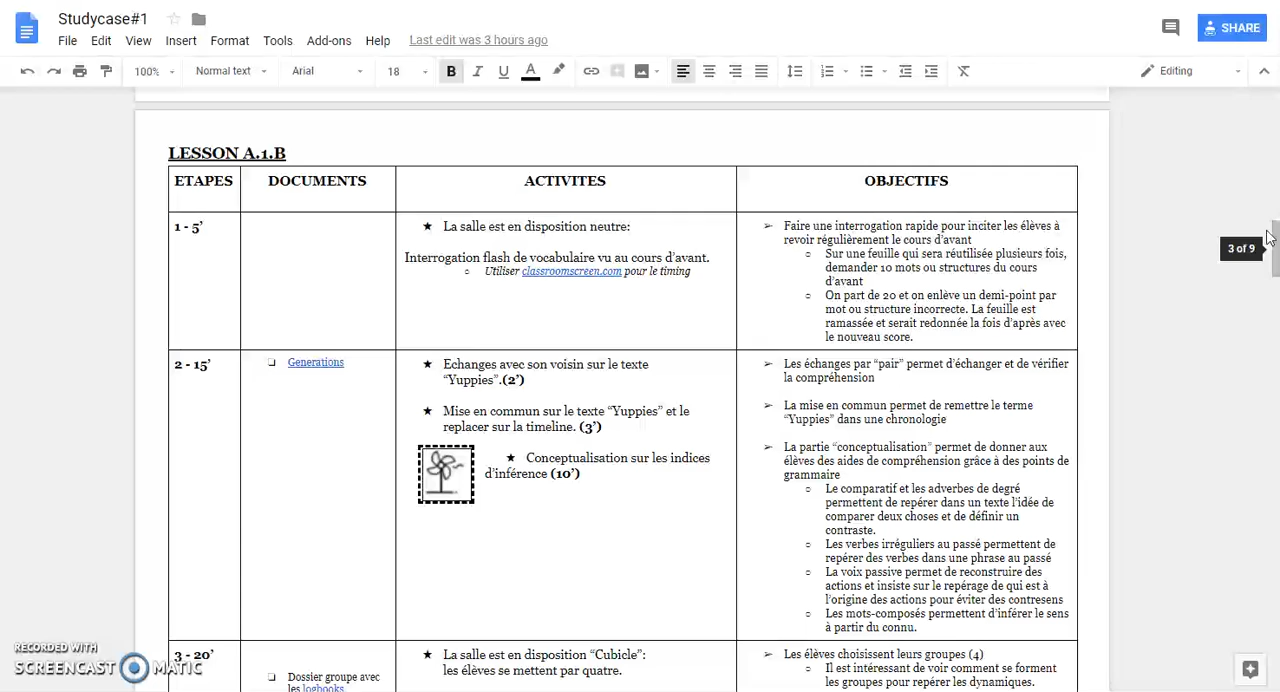 Studycase#1
File Edit View Insert Format Tools Add-ons Help Last edit was 3 hours ago
SHARE
100% Normal text Arial 18 B I U A Editing
LESSON A.1.B
ETAPES DOCUMENTS ACTIVITES OBJECTIFS
1 - 5’
★ La salle est en disposition neutre:
Interrogation flash de vocabulaire vu au cours d’avant.
○ Utiliser classroomscreen.com pour le timing
➢ Faire une interrogation rapide pour inciter les élèves à
revoir régulièrement le cours d’avant
○ Sur une feuille qui sera réutilisée plusieurs fois,
demander 10 mots ou structures du cours
d’avant
○ On part de 20 et on enlève un demi-point par
mot ou structure incorrecte. La feuille est
ramassée et serait redonnée la fois d’après avec
le nouveau score.
3 of 9
2 - 15’
❏ Generations
★ Echanges avec son voisin sur le texte
“Yuppies”.(2’)
★ Mise en commun sur le texte “Yuppies” et le
replacer sur la timeline. (3’)
★ Conceptualisation sur les indices
d’inférence (10’)
➢ Les échanges par “pair” permet d’échanger et de vérifier
la compréhension
➢ La mise en commun permet de remettre le terme
“Yuppies” dans une chronologie
➢ La partie “conceptualisation” permet de donner aux
élèves des aides de compréhension grâce à des points de
grammaire
○ Le comparatif et les adverbes de degré
permettent de repérer dans un texte l’idée de
comparer deux choses et de définir un
contraste.
○ Les verbes irréguliers au passé permettent de
repérer des verbes dans une phrase au passé
○ La voix passive permet de reconstruire des
actions et insiste sur le repérage de qui est à
l’origine des actions pour éviter des contresens
○ Les mots-composés permettent d’inférer le sens
à partir du connu.
3 - 20’
❏ Dossier groupe avec
les logbooks
★ La salle est en disposition “Cubicle”:
les élèves se mettent par quatre.
➢ Les élèves choisissent leurs groupes (4)
○ Il est intéressant de voir comment se forment
les groupes pour repérer les dynamiques.
RECORDED WITH
SCREENCAST MATIC